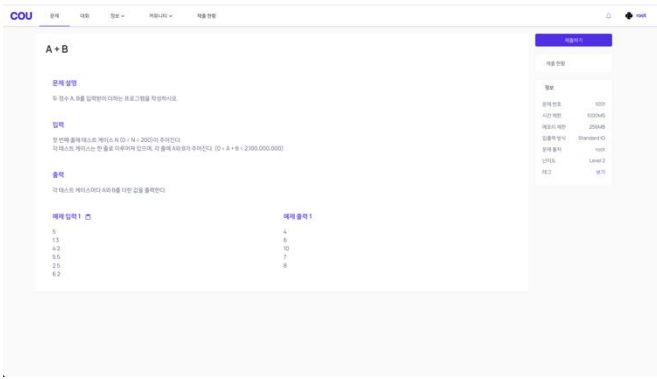 COU 문제 대회 정보 커뮤니티 제출 현황 root
A + B
문제 설명
두 정수 A, B를 입력받아 더하는 프로그램을 작성하시오.
입력
첫 번째 줄에 테스트 케이스 N (0 < N < 200)이 주어진다.
각 테스트 케이스는 한 줄로 이루어져 있으며, 각 줄에 A와 B가 주어진다. (0 < A + B < 2,100,000,000)
출력
각 테스트 케이스마다 A와 B를 더한 값을 출력한다.
예제 입력 1
5
1 3
4 2
5 5
2 5
6 2
예제 출력 1
4
6
10
7
8
제출하기
제출 현황
정보
문제 번호 1001
시간 제한 1000MS
메모리 제한 256MB
입출력 방식 Standard IO
문제 출처 root
난이도 Level 2
태그 보기